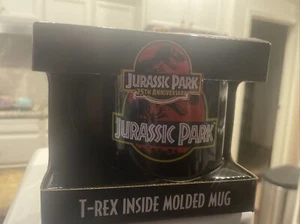 JURASSIC PARK
25TH ANNIVERSARY
JURASSIC PARK
T-REX INSIDE MOLDED MUG